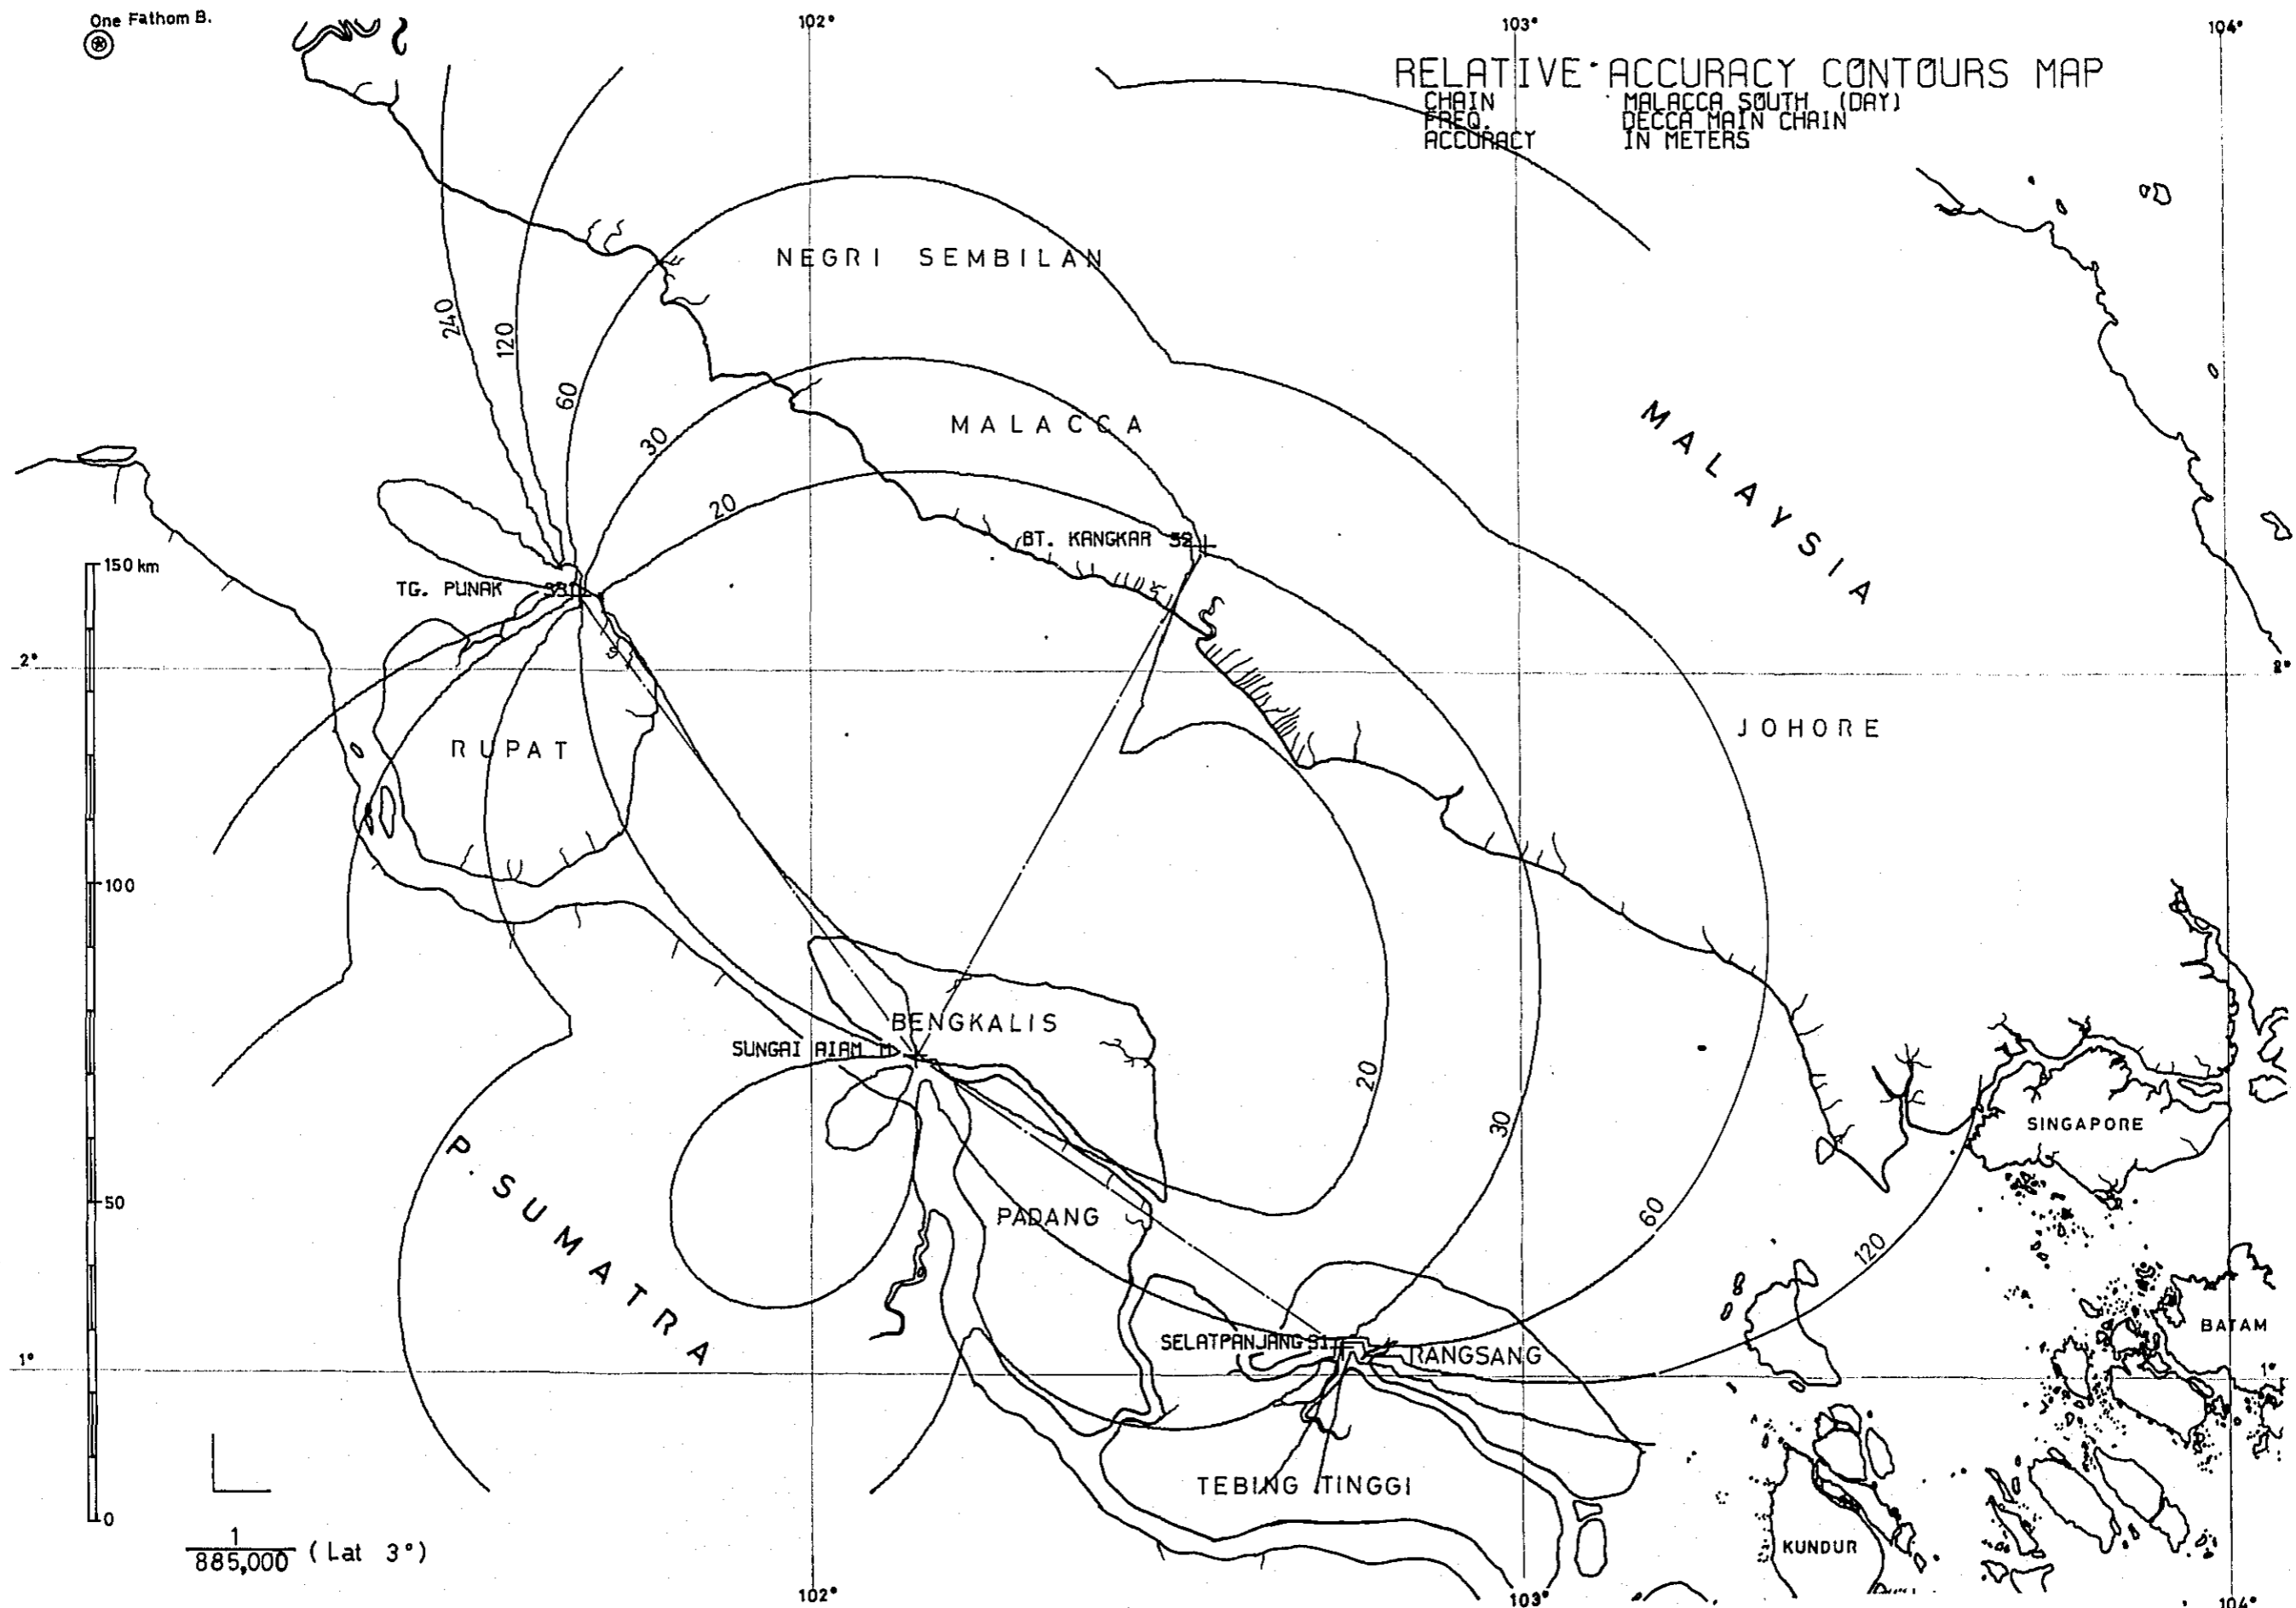 One Fathom B.
102°
103°
104°
RELATIVE ACCURACY CONTOURS MAP
CHAIN MALACCA SOUTH (DAY)
FREQ. DECCA MAIN CHAIN
ACCURACY IN METERS
NEGRI SEMBILAN
240
120
60
30
MALACCA
MALAYSIA
20
BT. KANGKAR S2
150 km
TG. PUNAK
2°
2°
JOHORE
RUPAT
100
BENGKALIS
SUNGAI AIAM M
20
30
SINGAPORE
P. SUMATRA
50
PADANG
60
120
BATAM
SELATPANJANG S1
RANGSANG
1°
1°
TEBING TINGGI
0
1
885,000 (Lat 3°)
KUNDUR
102°
103°
104°